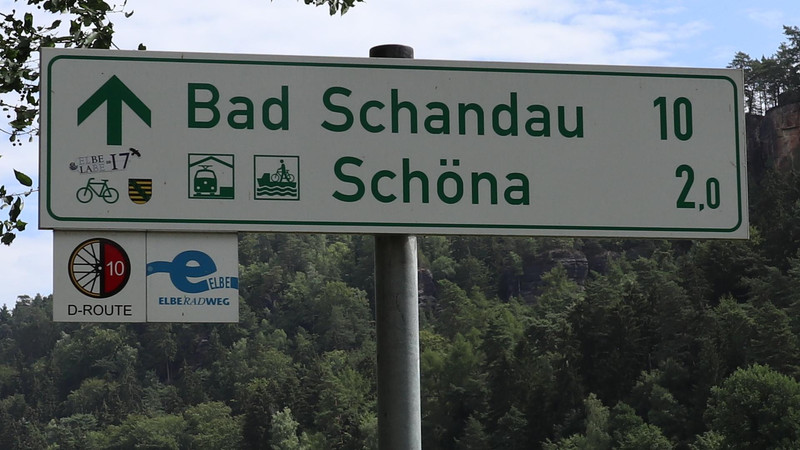 Bad Schandau 10
ELBE
LABE 17
Schöna 2,0
10
D-ROUTE
e ELBE
ELBERADWEG